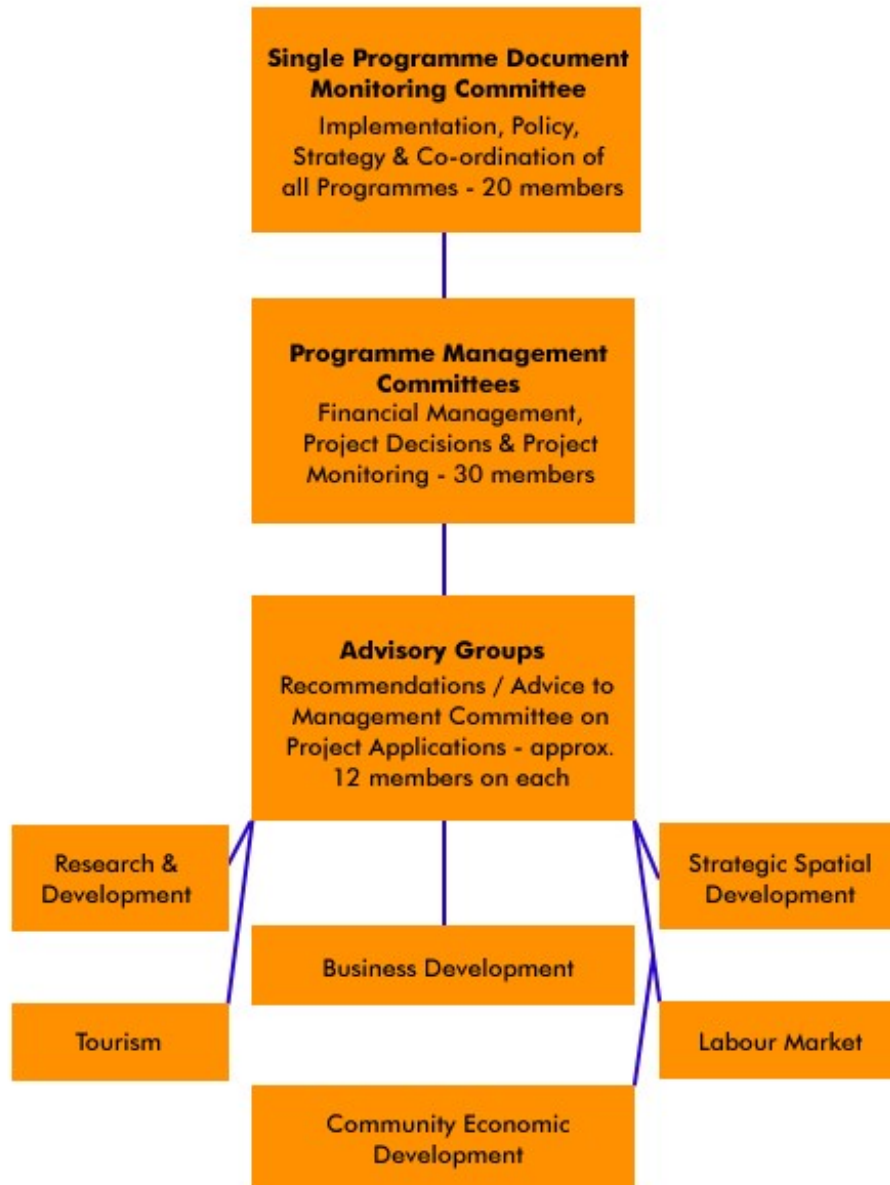 Single Programme Document
Monitoring Committee
Implementation, Policy,
Strategy & Co-ordination of
all Programmes - 20 members
Programme Management
Committees
Financial Management,
Project Decisions & Project
Monitoring - 30 members
Advisory Groups
Recommendations / Advice to
Management Committee on
Project Applications - approx.
12 members on each
Research &
Development
Strategic Spatial
Development
Business Development
Tourism
Labour Market
Community Economic
Development